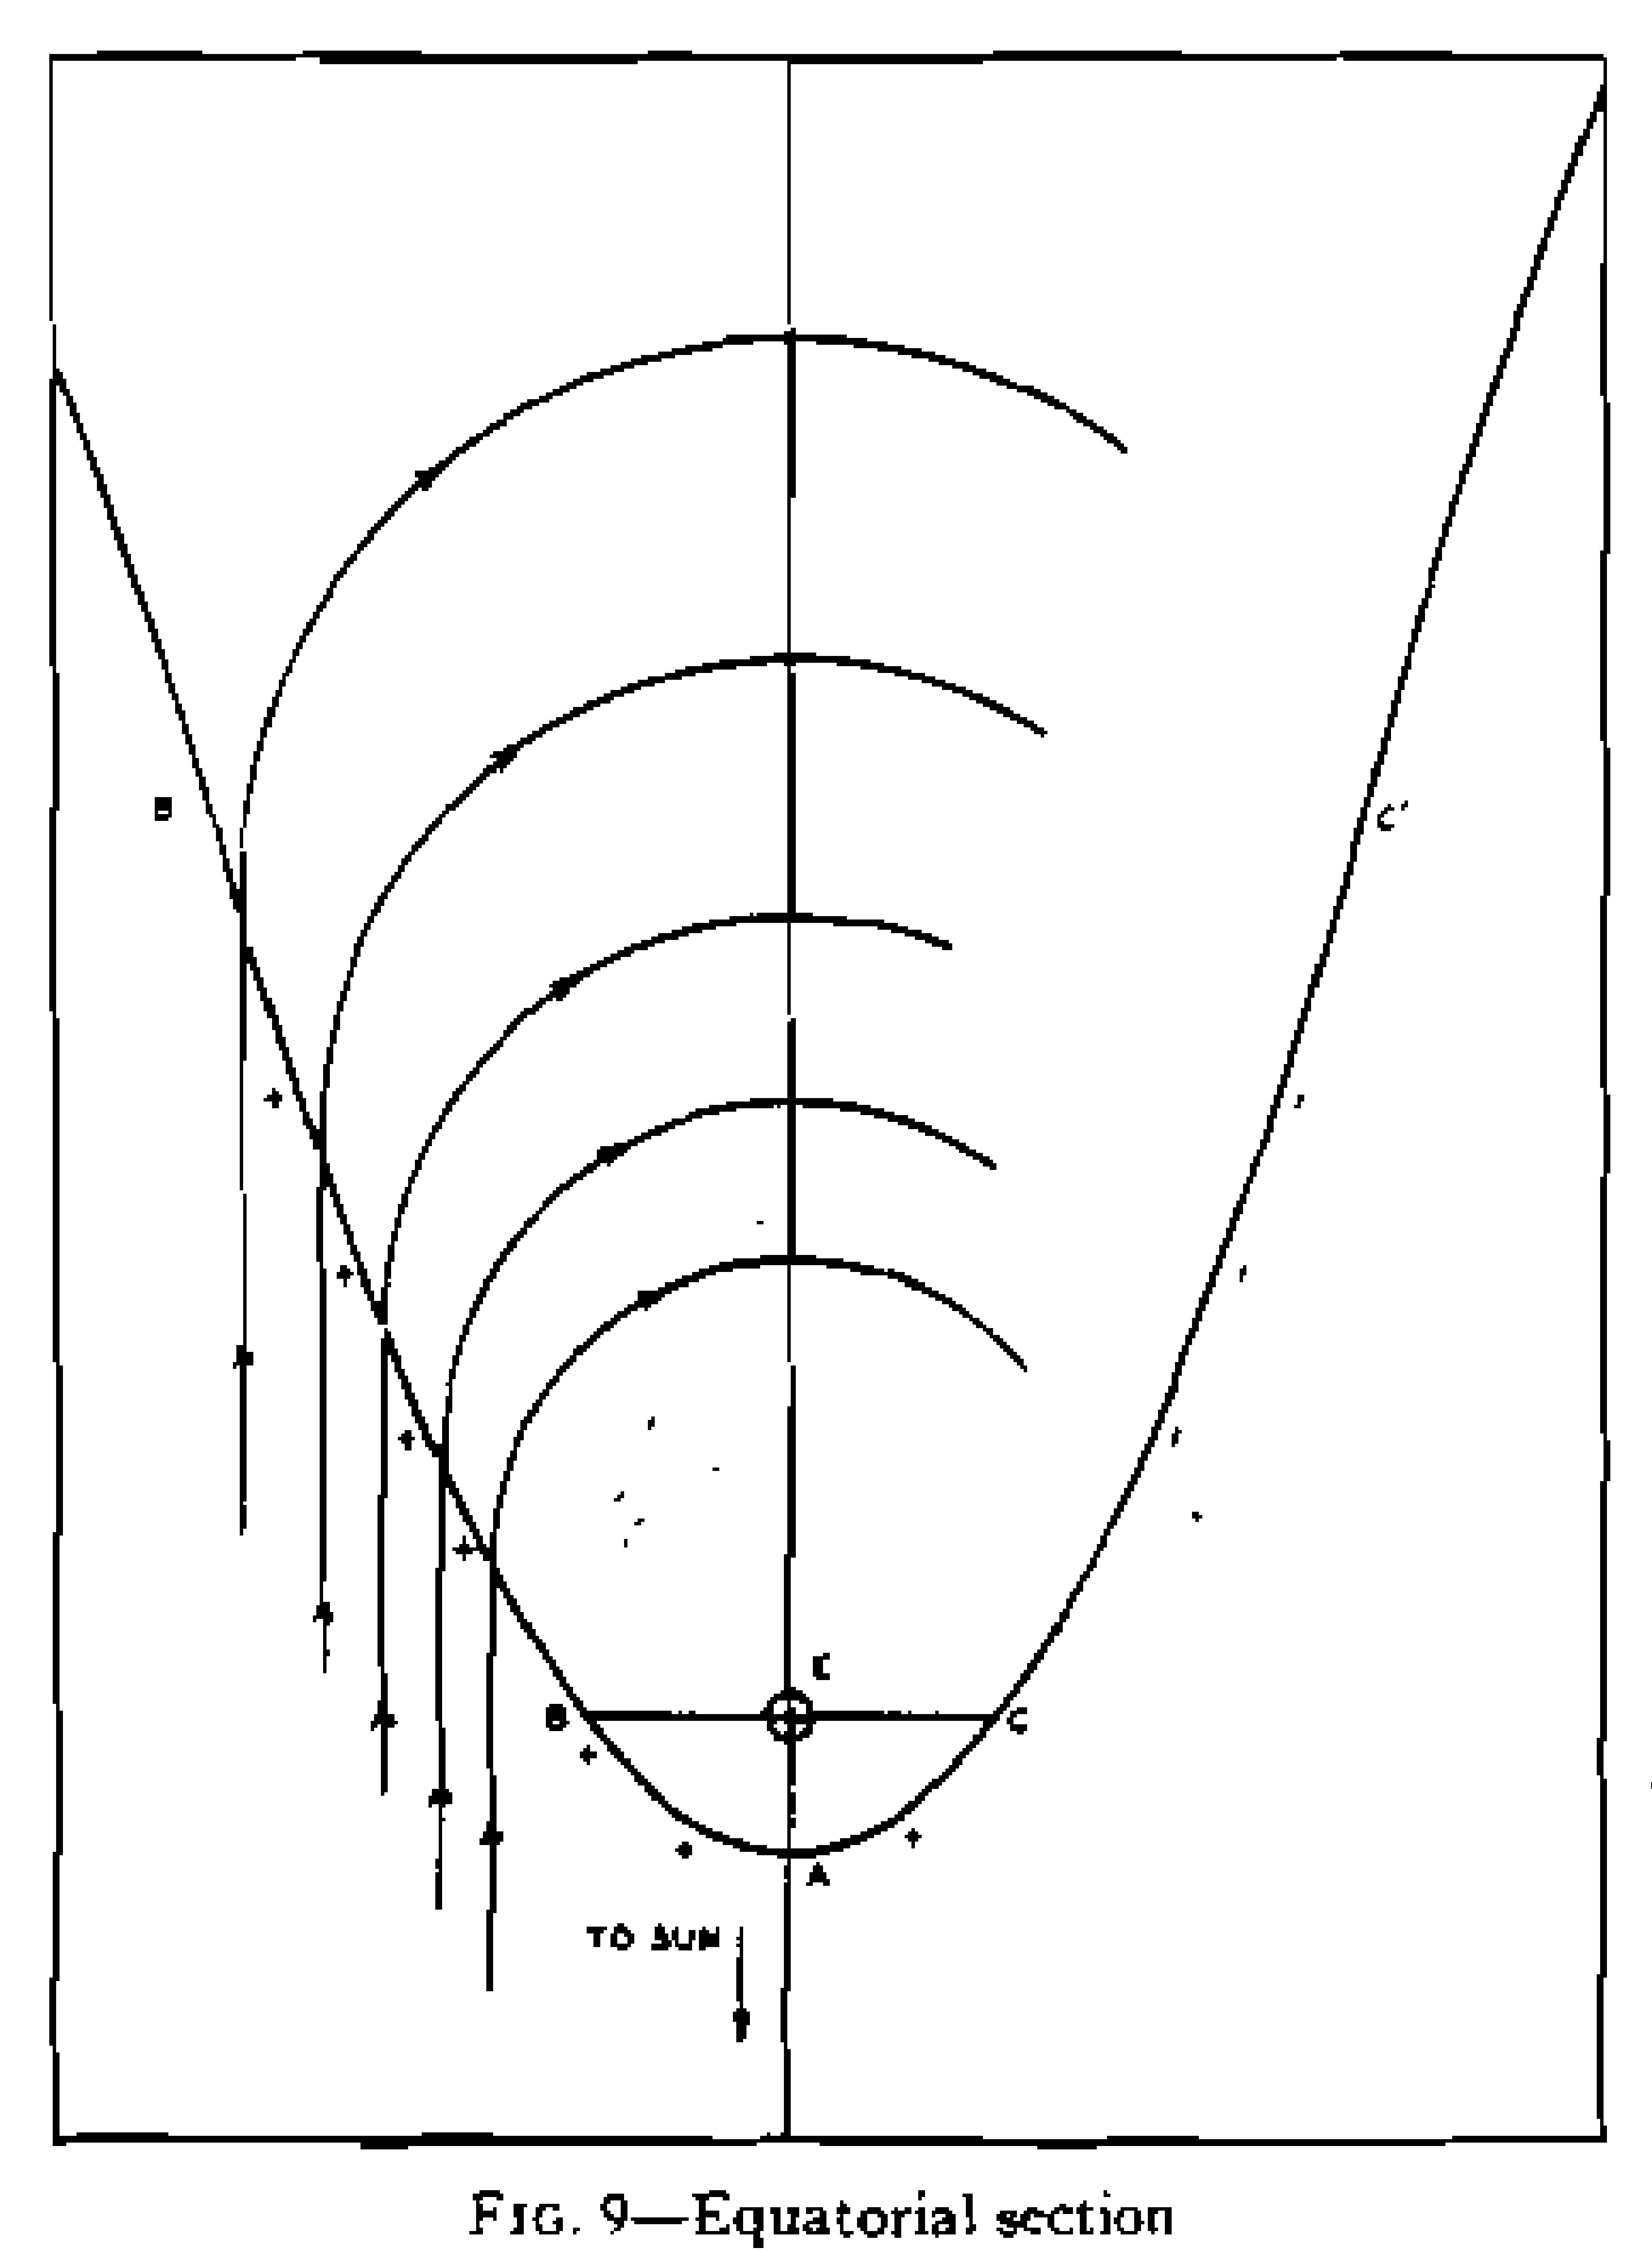 B
C'
E
B
C
A
TO SUN
FIG. 9—Equatorial section